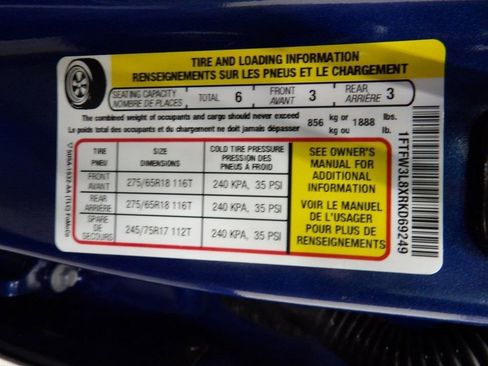 TIRE AND LOADING INFORMATION
RENSEIGNEMENTS SUR LES PNEUS ET LE CHARGEMENT
SEATING CAPACITY
NOMBRE DE PLACES
TOTAL 6
FRONT
AVANT 3
REAR
ARRIÈRE 3
The combined weight of occupants and cargo should never exceed 856 kg or 1888 lbs.
Le poids total des occupants et du chargement ne doit jamais dépasser kg ou lb.
TIRE
PNEU
SIZE
DIMENSIONS
COLD TIRE PRESSURE
PRESSION DES
PNEUS À FROID
FRONT
AVANT
275/65R18 116T
240 KPA, 35 PSI
REAR
ARRIÈRE
275/65R18 116T
240 KPA, 35 PSI
SPARE
DE
SECOURS
245/75R17 112T
240 KPA, 35 PSI
SEE OWNER'S
MANUAL FOR
ADDITIONAL
INFORMATION
VOIR LE MANUEL
DE L'USAGER
POUR PLUS DE
RENSEIGNEMENTS
1FTFW3L8XRKD69249